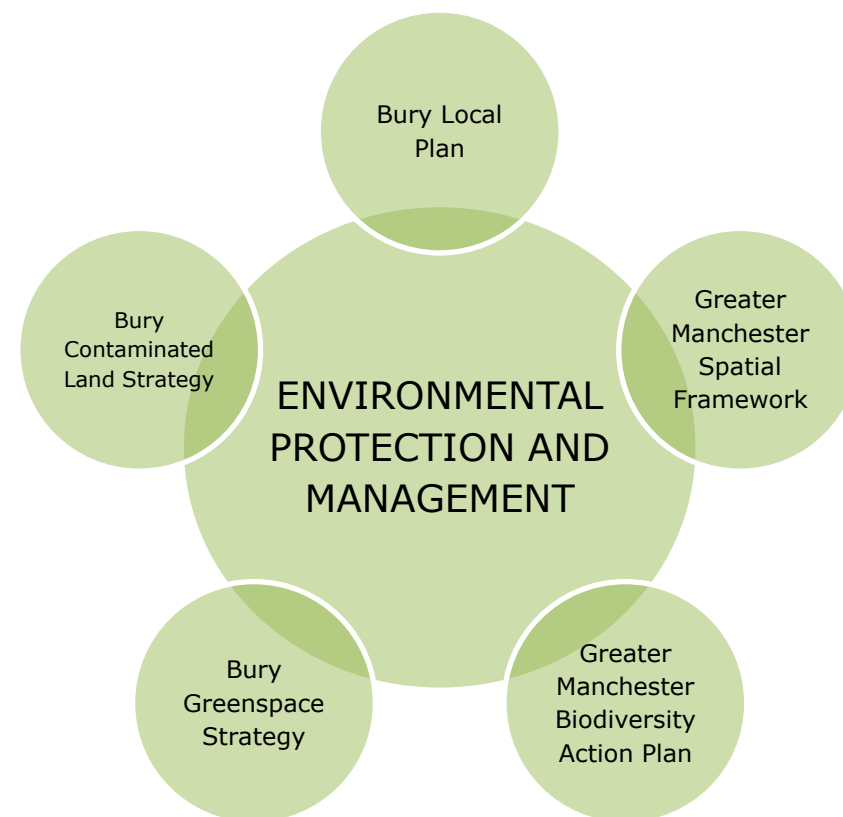 Bury Local
Plan
Greater
Manchester
Spatial
Framework
Bury
Contaminated
Land Strategy
ENVIRONMENTAL
PROTECTION AND
MANAGEMENT
Bury
Greenspace
Strategy
Greater
Manchester
Biodiversity
Action Plan